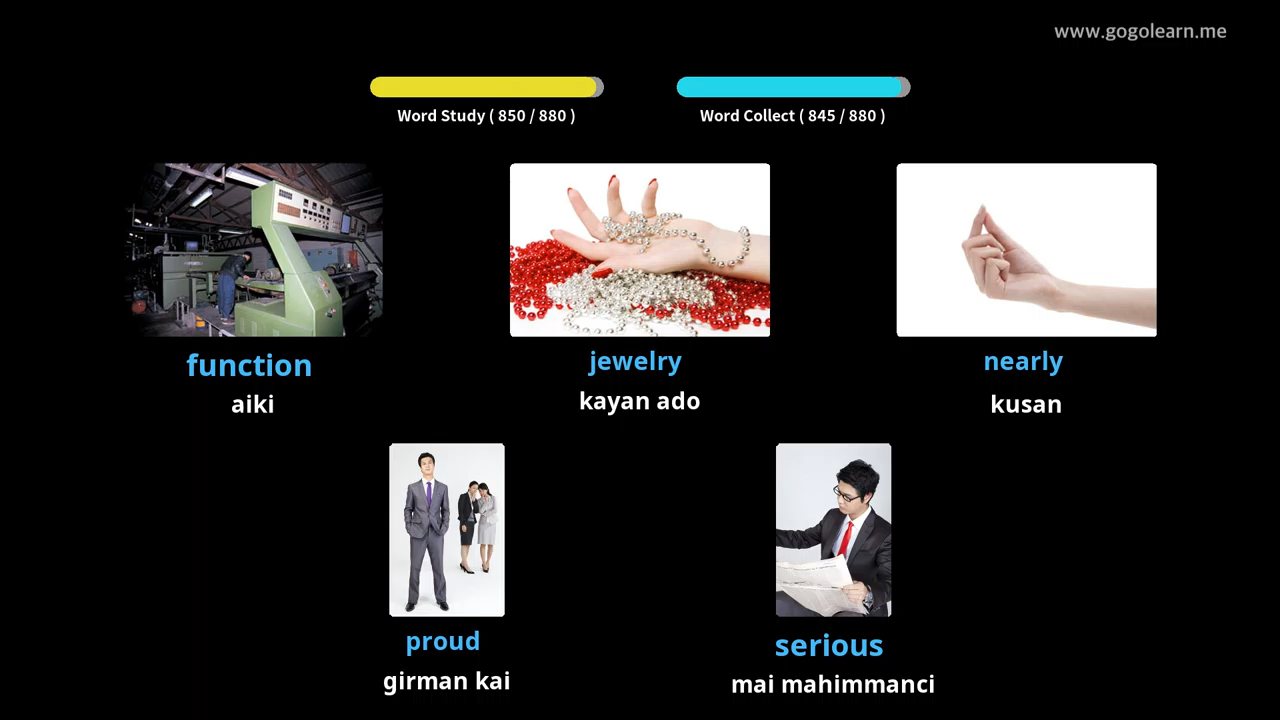 www.gogolearn.me
Word Study ( 850 / 880 )
Word Collect ( 845 / 880 )
function
aiki
jewelry
kayan ado
nearly
kusan
proud
girman kai
serious
mai mahimmanci